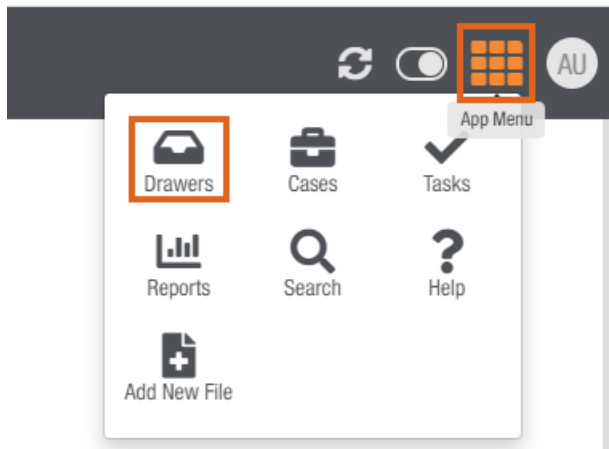 AU
App Menu
Drawers Cases Tasks
Reports Search Help
Add New File